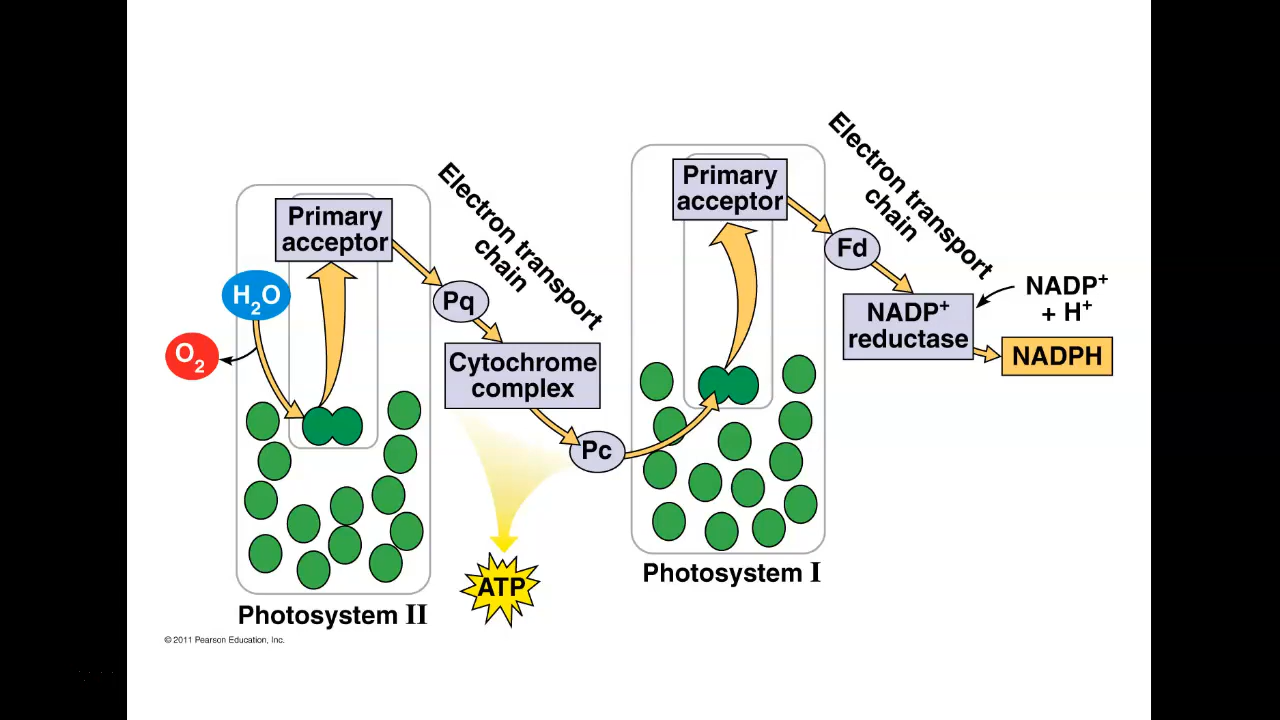 Primary
acceptor
H₂O
O₂
Electron transport
chain
Pq
Cytochrome
complex
Pc
ATP
Photosystem II
Primary
acceptor
Electron transport
chain
Fd
NADP⁺
reductase
NADP⁺
+ H⁺
NADPH
Photosystem I
© 2011 Pearson Education, Inc.